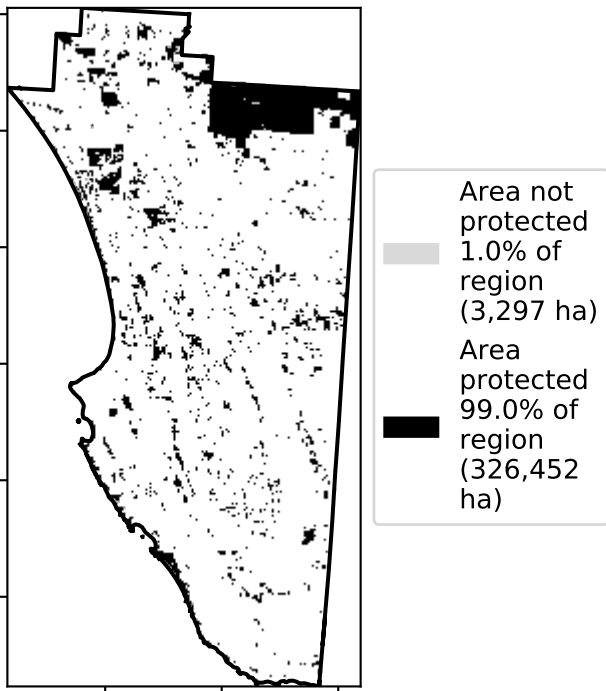 Area not
protected
1.0% of
region
(3,297 ha)
Area
protected
99.0% of
region
(326,452
ha)